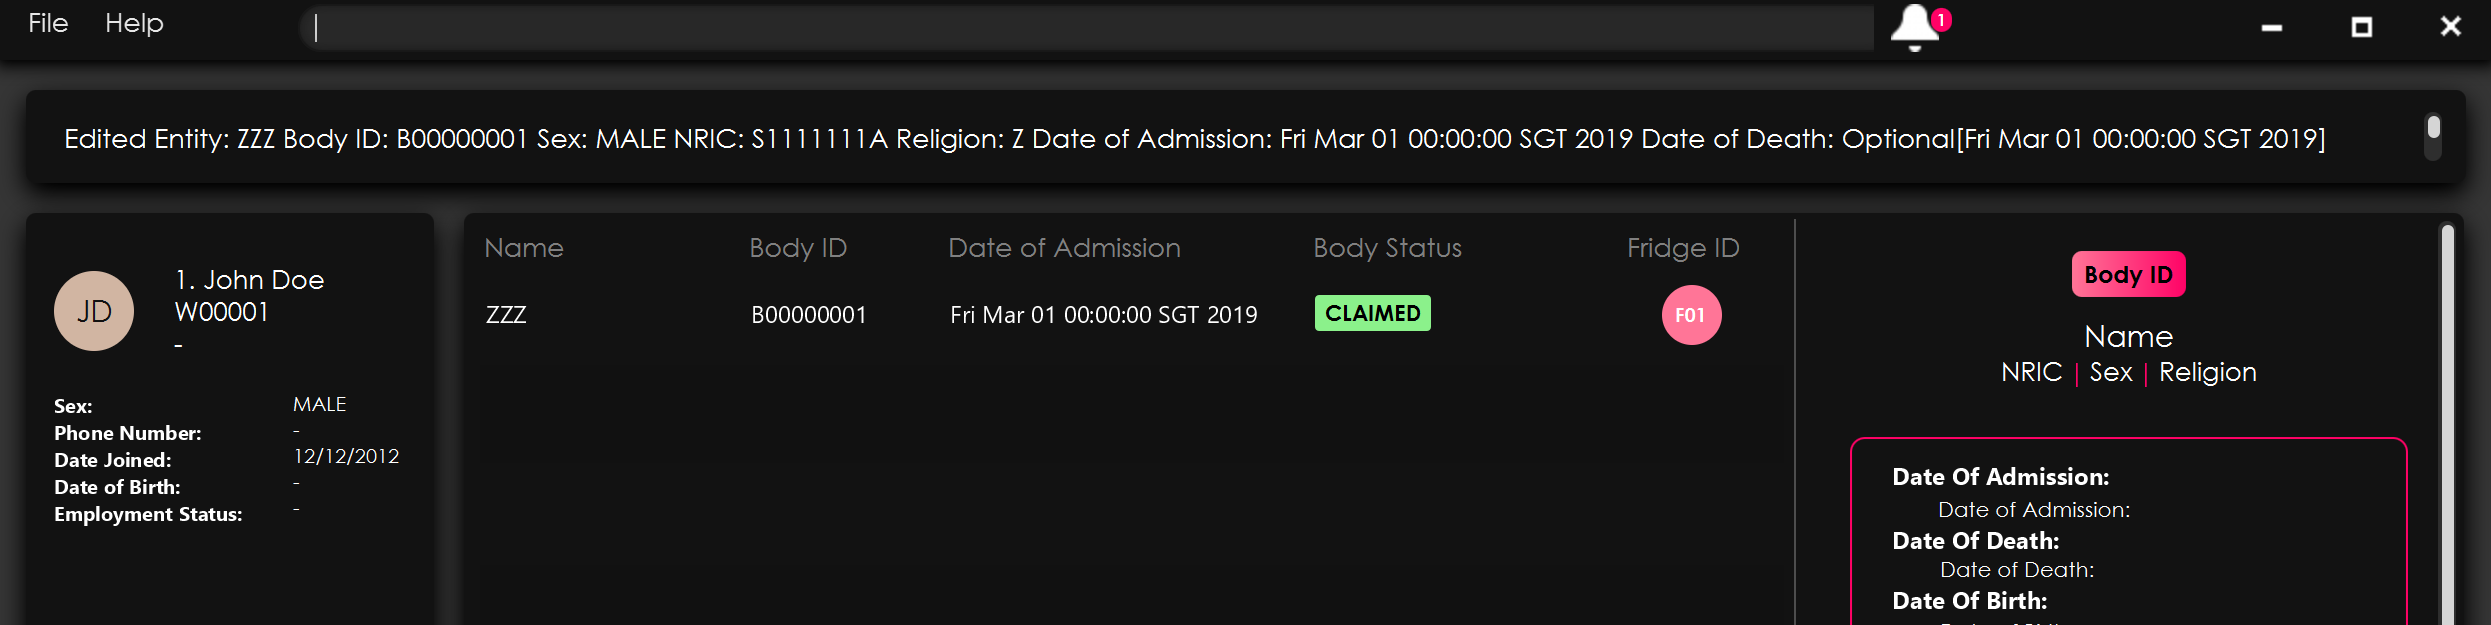 File Help
1
Edited Entity: ZZZ Body ID: B00000001 Sex: MALE NRIC: S1111111A Religion: Z Date of Admission: Fri Mar 01 00:00:00 SGT 2019 Date of Death: Optional[Fri Mar 01 00:00:00 SGT 2019]
JD
1. John Doe
W00001
-
Sex: MALE
Phone Number: -
Date Joined: 12/12/2012
Date of Birth: -
Employment Status: -
Name Body ID Date of Admission Body Status Fridge ID
ZZZ B00000001 Fri Mar 01 00:00:00 SGT 2019 CLAIMED F01
Body ID
Name
NRIC | Sex | Religion
Date Of Admission:
Date of Admission:
Date Of Death:
Date of Death:
Date Of Birth: